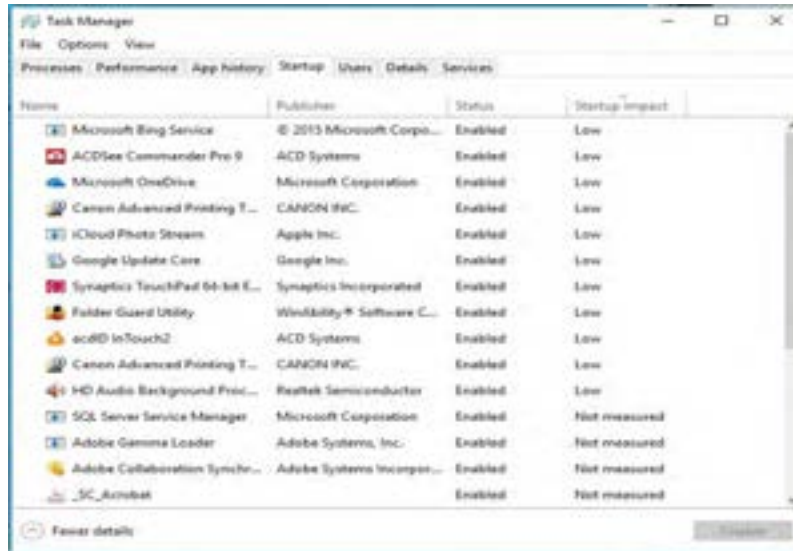 Task Manager
File Options View
Processes Performance App history Startup Users Details Services
Name Publisher Status Startup impact
Microsoft Bing Service © 2015 Microsoft Corpo... Enabled Low
ACDSee Commander Pro 9 ACD Systems Enabled Low
Microsoft OneDrive Microsoft Corporation Enabled Low
Canon Advanced Printing T... CANON INC. Enabled Low
iCloud Photo Stream Apple Inc. Enabled Low
Google Update Core Google Inc. Enabled Low
Synaptics TouchPad 64-bit E... Synaptics Incorporated Enabled Low
Folder Guard Utility WinAbility® Software C... Enabled Low
acdID InTouch2 ACD Systems Enabled Low
Canon Advanced Printing T... CANON INC. Enabled Low
HD Audio Background Proc... Realtek Semiconductor Enabled Low
SQL Server Service Manager Microsoft Corporation Enabled Not measured
Adobe Gamma Loader Adobe Systems, Inc. Enabled Not measured
Adobe Collaboration Synchr... Adobe Systems Incorpor... Enabled Not measured
_SC_Acrobat Enabled Not measured
Fewer details